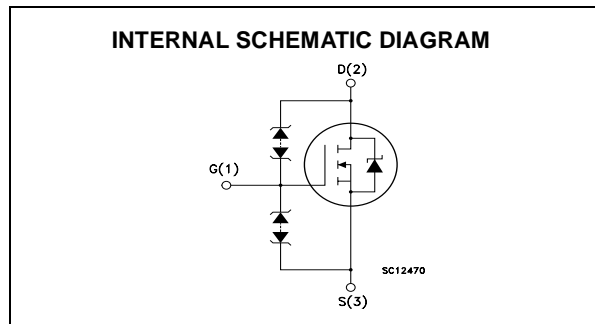 INTERNAL SCHEMATIC DIAGRAM
D(2)
G(1)
SC12470
S(3)